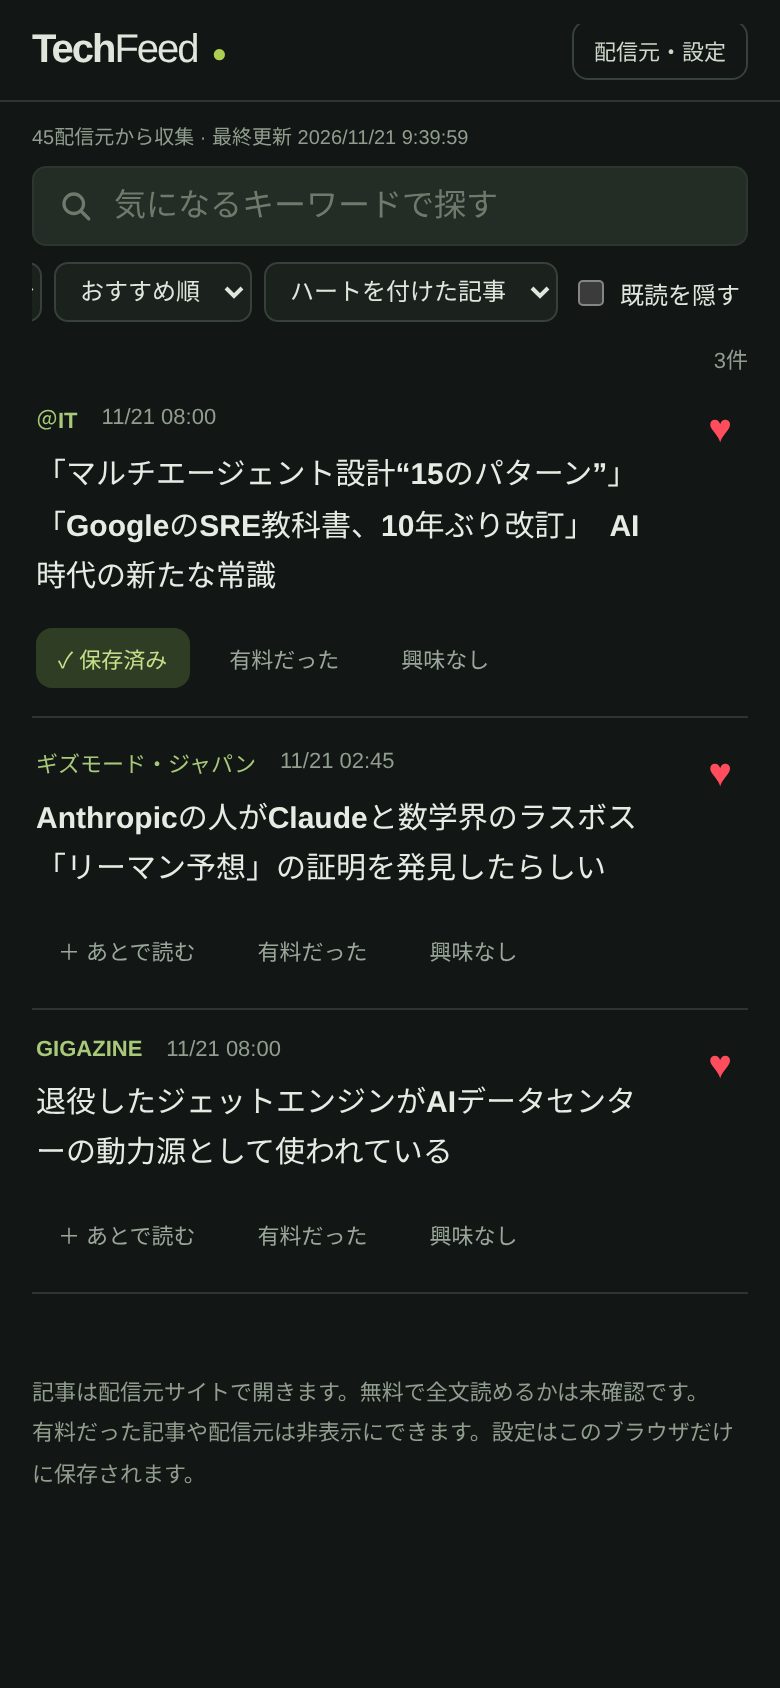 TechFeed
配信元・設定
45配信元から収集 · 最終更新 2026/11/21 9:39:59
気になるキーワードで探す
おすすめ順 ハートを付けた記事 既読を隠す
3件
@IT 11/21 08:00
「マルチエージェント設計“15のパターン”」
「GoogleのSRE教科書、10年ぶり改訂」 AI
時代の新たな常識
✓ 保存済み 有料だった 興味なし
ギズモード・ジャパン 11/21 02:45
Anthropicの人がClaudeと数学界のラスボス
「リーマン予想」の証明を発見したらしい
＋ あとで読む 有料だった 興味なし
GIGAZINE 11/21 08:00
退役したジェットエンジンがAIデータセンタ
ーの動力源として使われている
＋ あとで読む 有料だった 興味なし
記事は配信元サイトで開きます。無料で全文読めるかは未確認です。
有料だった記事や配信元は非表示にできます。設定はこのブラウザだけ
に保存されます。